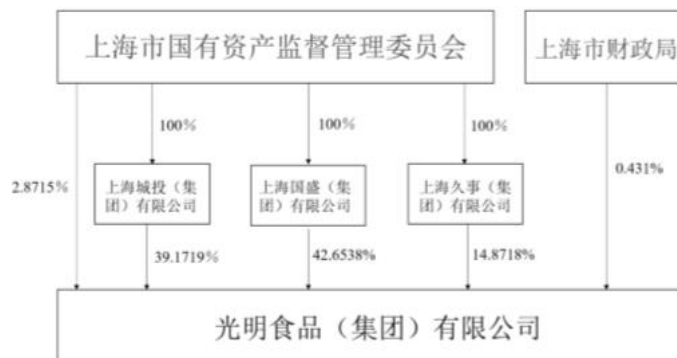 上海市国有资产监督管理委员会
上海市财政局
100%
100%
100%
2.8715%
上海城投（集
团）有限公司
上海国盛（集
团）有限公司
上海久事（集
团）有限公司
0.431%
39.1719%
42.6538%
14.8718%
光明食品（集团）有限公司